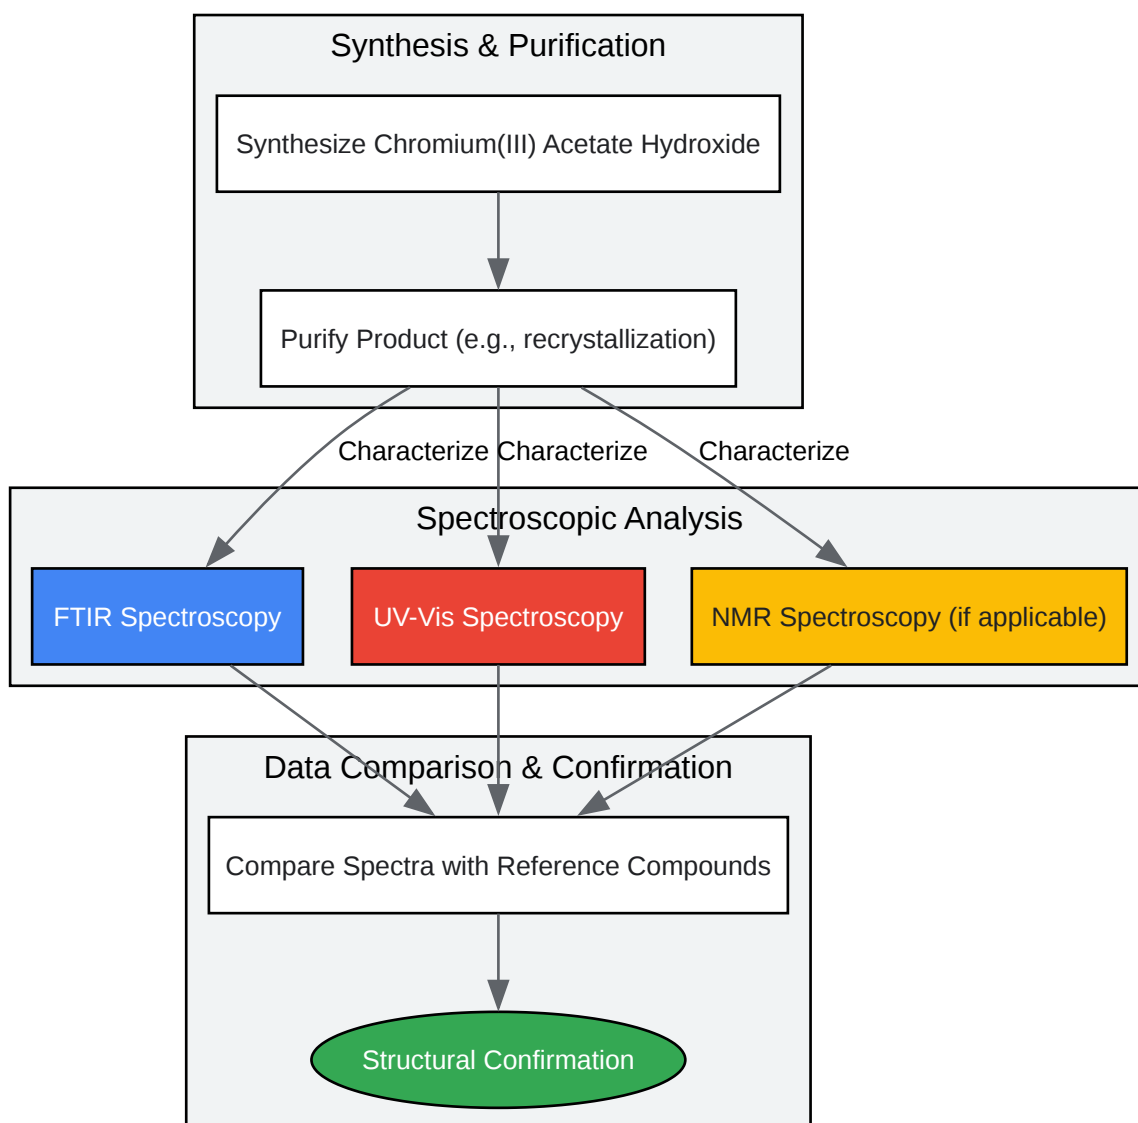 Synthesis & Purification
Synthesize Chromium(III) Acetate Hydroxide
Purify Product (e.g., recrystallization)
Characterize
Characterize
Characterize
Spectroscopic Analysis
FTIR Spectroscopy
UV-Vis Spectroscopy
NMR Spectroscopy (if applicable)
Data Comparison & Confirmation
Compare Spectra with Reference Compounds
Structural Confirmation